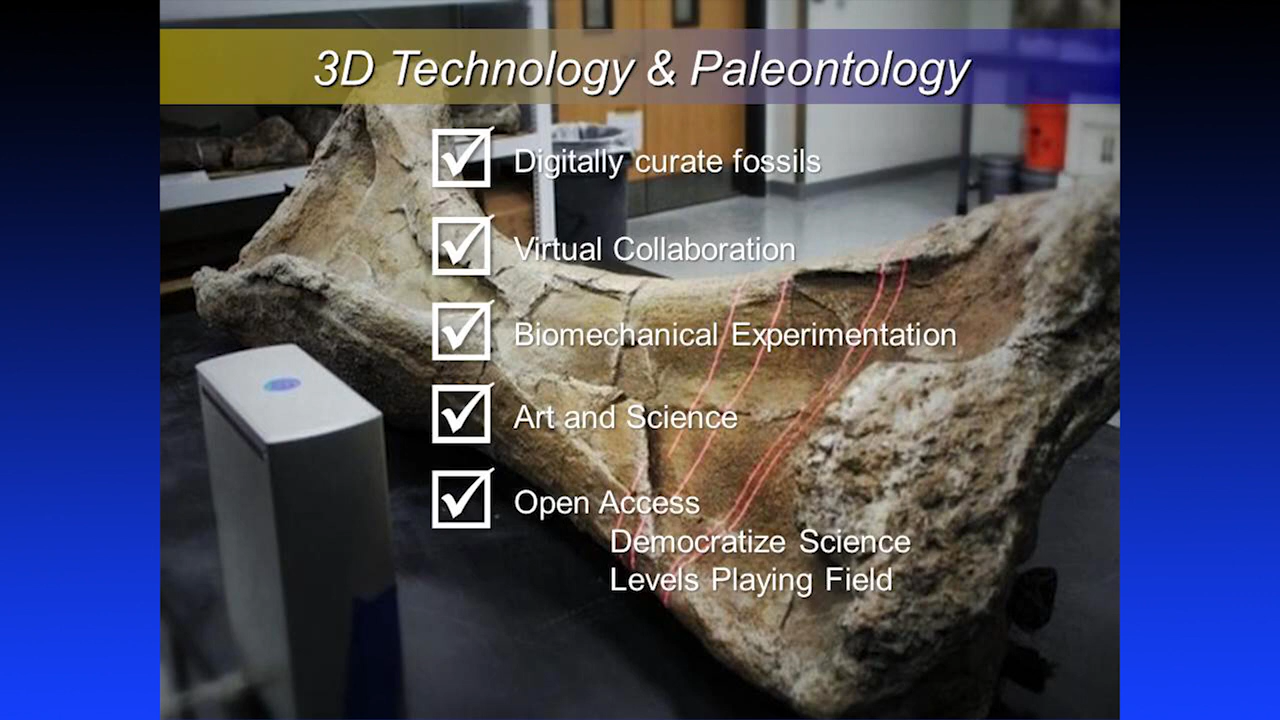 3D Technology & Paleontology
Digitally curate fossils
Virtual Collaboration
Biomechanical Experimentation
Art and Science
Open Access
Democratize Science
Levels Playing Field